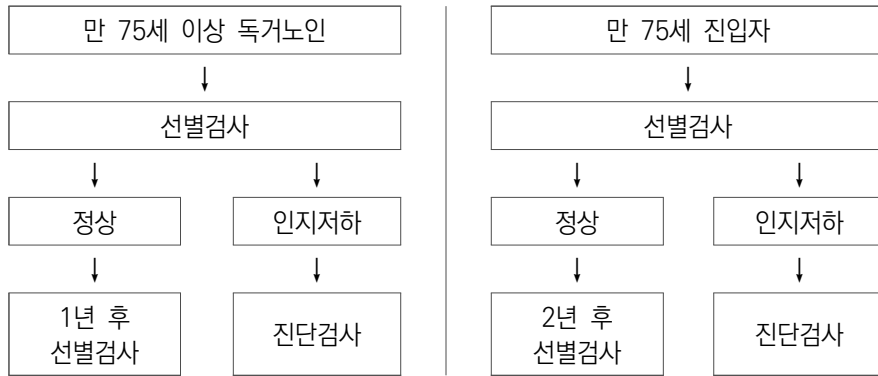 만 75세 이상 독거노인
선별검사
정상
인지저하
1년 후
선별검사
진단검사
만 75세 진입자
선별검사
정상
인지저하
2년 후
선별검사
진단검사